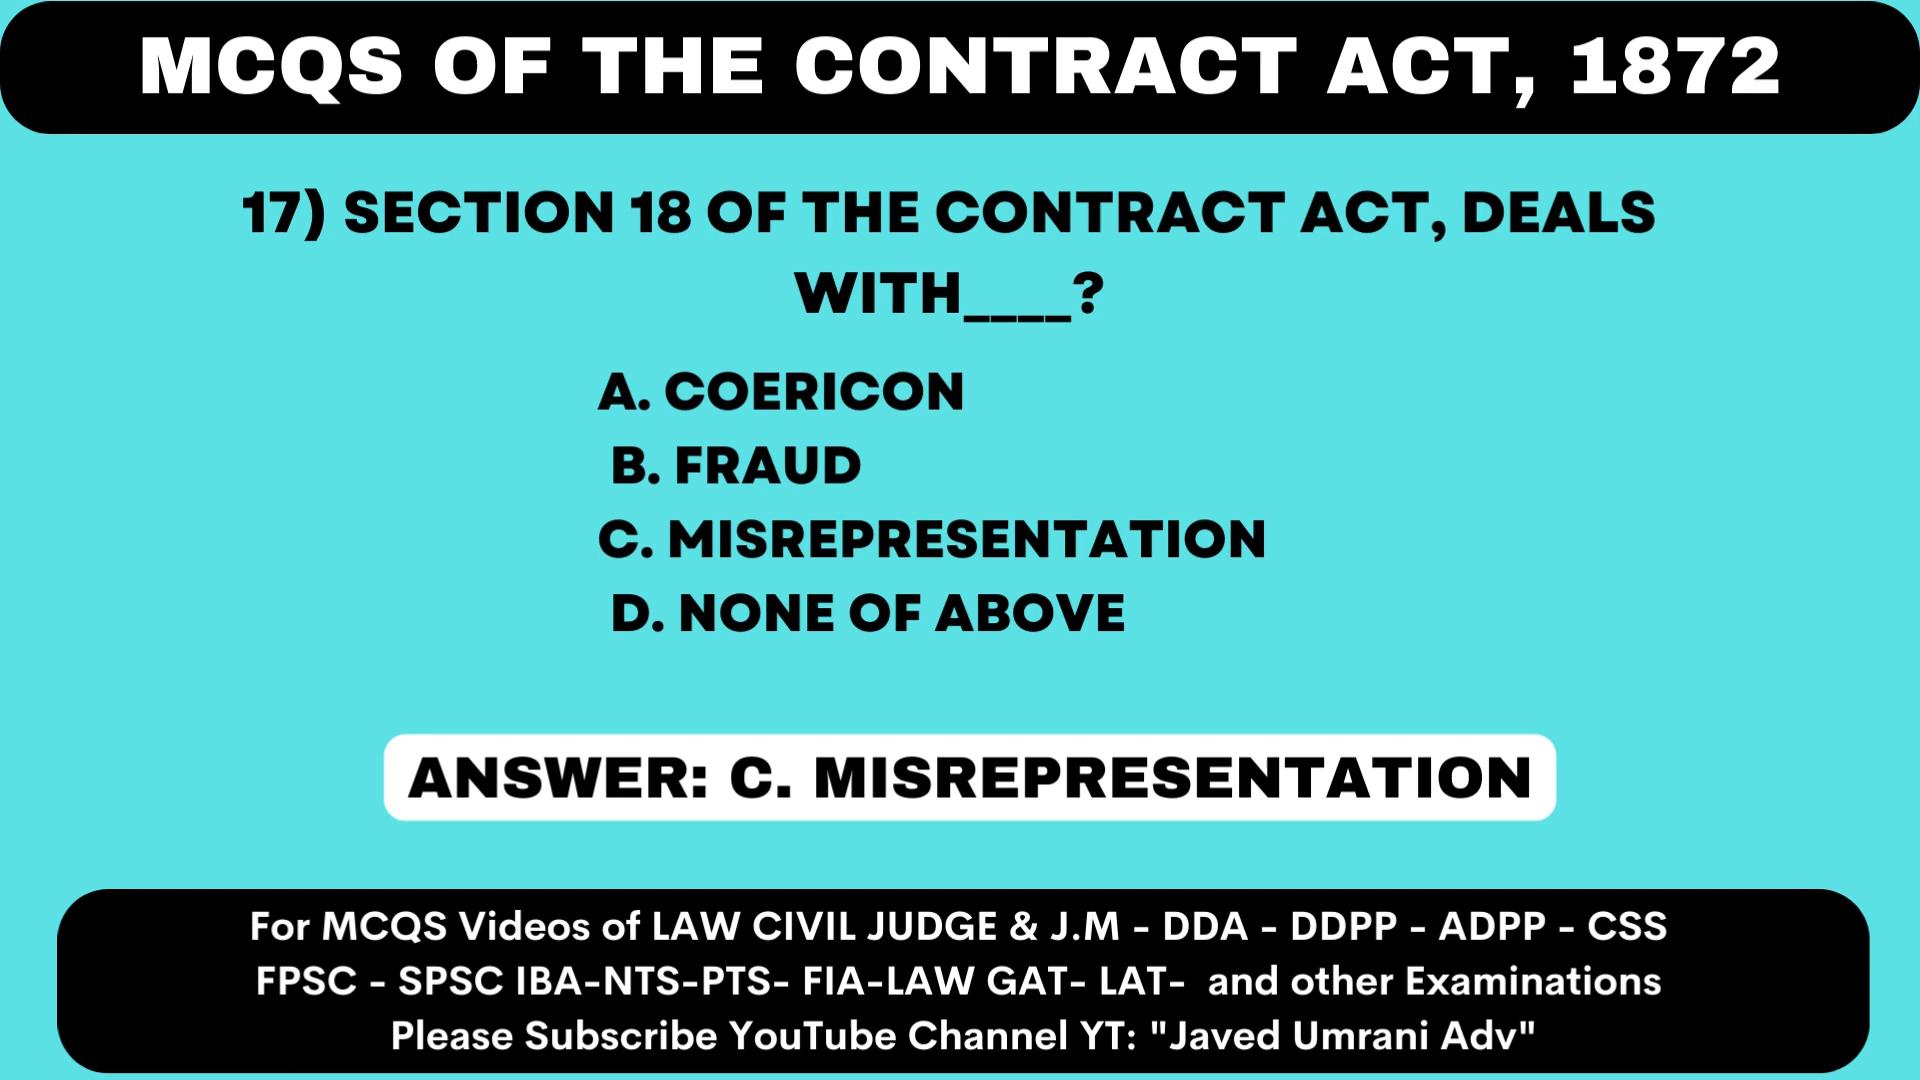 MCQS OF THE CONTRACT ACT, 1872
17) SECTION 18 OF THE CONTRACT ACT, DEALS
WITH____?
A. COERICON
B. FRAUD
C. MISREPRESENTATION
D. NONE OF ABOVE
ANSWER: C. MISREPRESENTATION
For MCQS Videos of LAW CIVIL JUDGE & J.M - DDA - DDPP - ADPP - CSS
FPSC - SPSC IBA-NTS-PTS- FIA-LAW GAT- LAT- and other Examinations
Please Subscribe YouTube Channel YT: "Javed Umrani Adv"